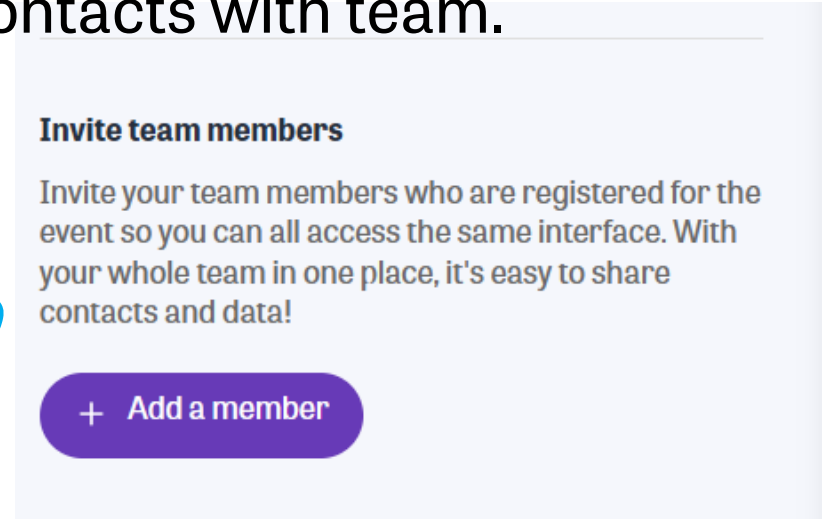 ontacts with team.
Invite team members
Invite your team members who are registered for the
event so you can all access the same interface. With
your whole team in one place, it's easy to share
contacts and data!
+ Add a member